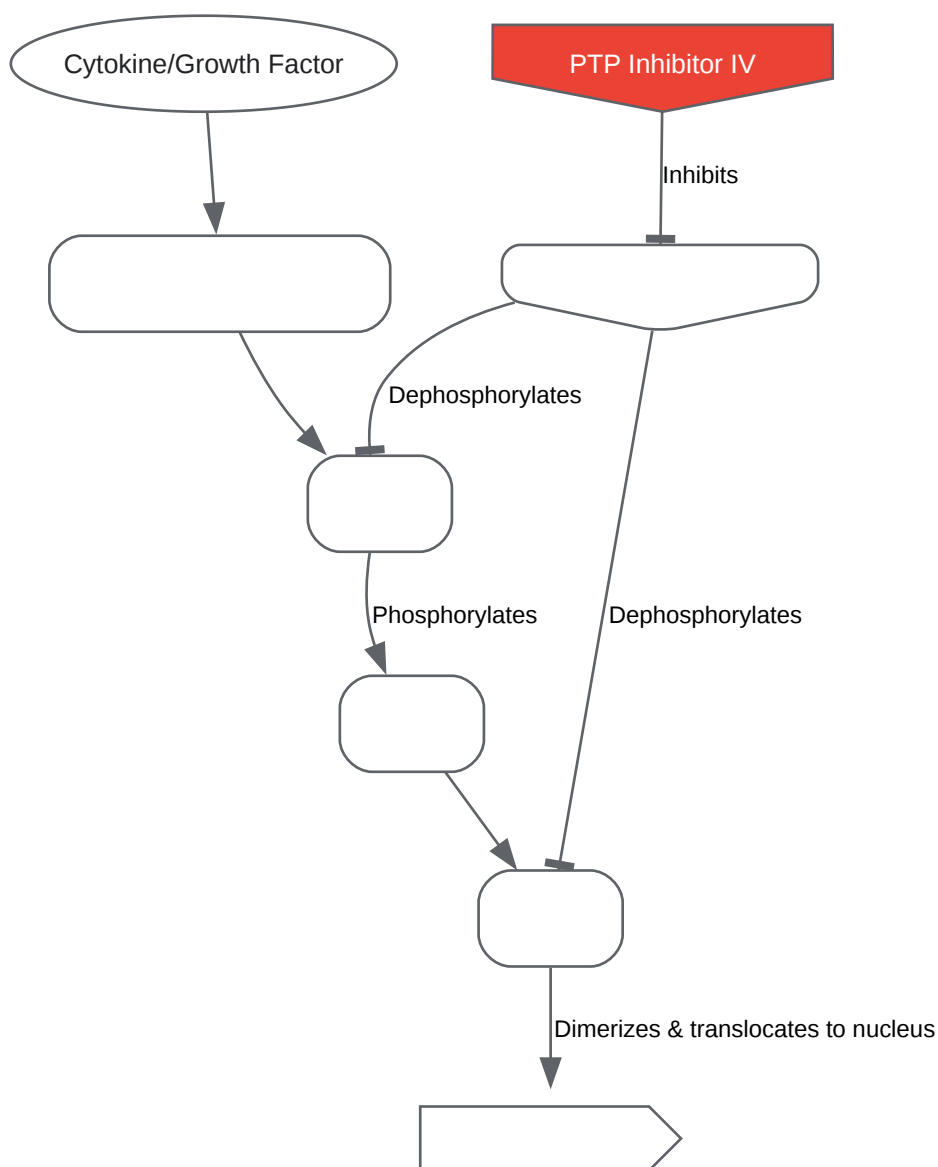 Cytokine/Growth Factor
PTP Inhibitor IV
Inhibits
Dephosphorylates
Phosphorylates
Dephosphorylates
Dimerizes & translocates to nucleus